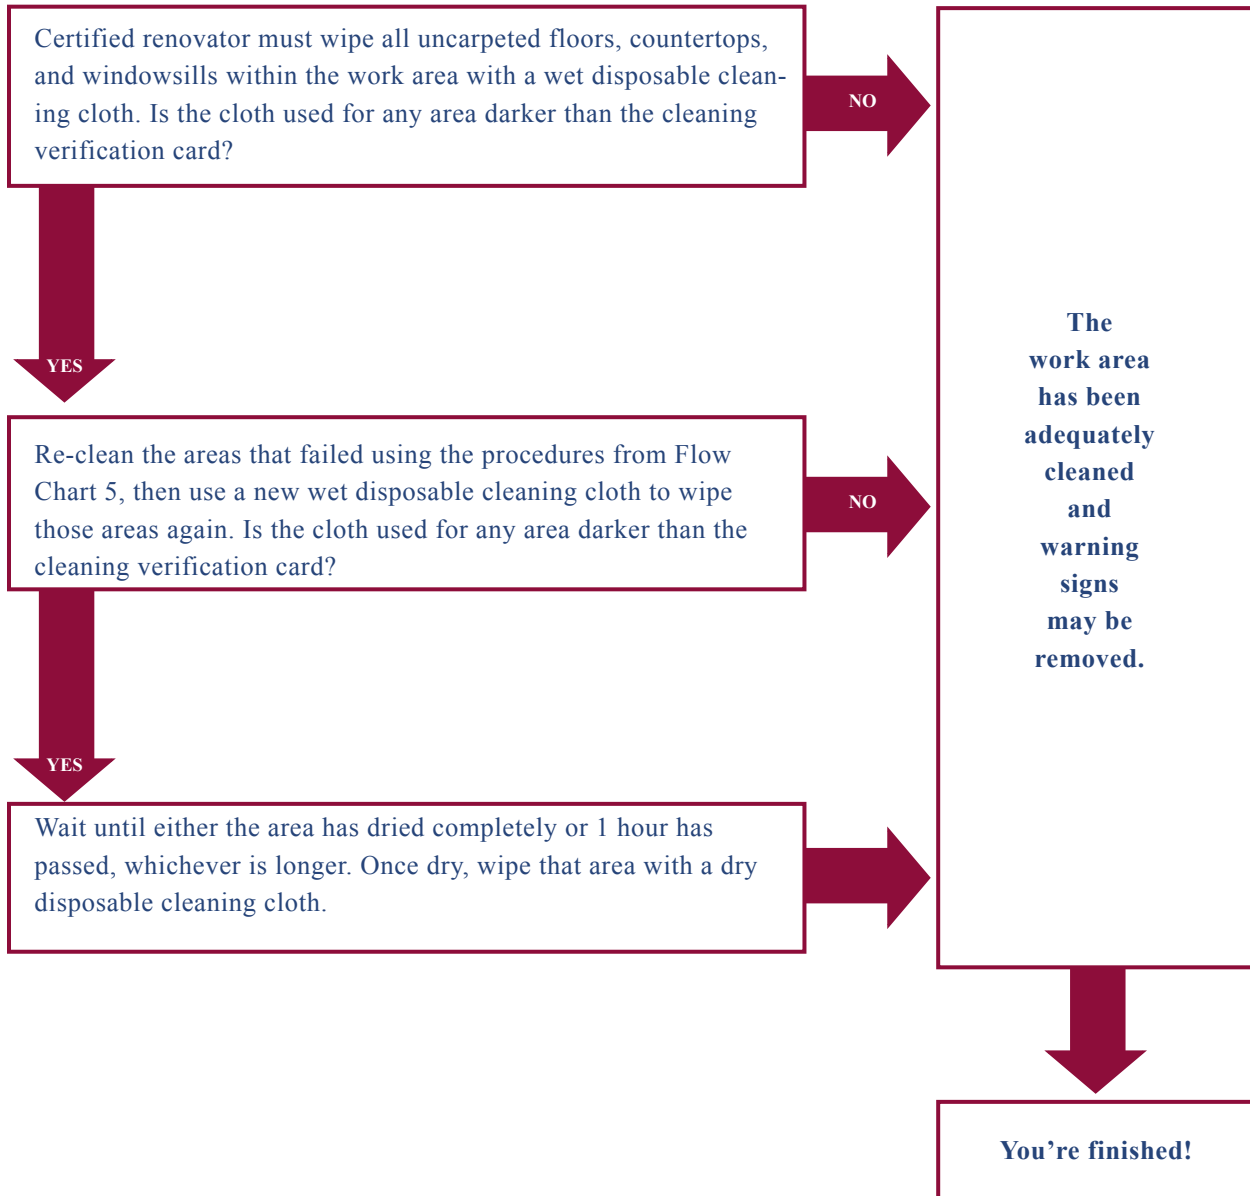 Certified renovator must wipe all uncarpeted floors, countertops,
and windowsills within the work area with a wet disposable clean-
ing cloth. Is the cloth used for any area darker than the cleaning
verification card?
NO
YES
Re-clean the areas that failed using the procedures from Flow
Chart 5, then use a new wet disposable cleaning cloth to wipe
those areas again. Is the cloth used for any area darker than the
cleaning verification card?
NO
YES
Wait until either the area has dried completely or 1 hour has
passed, whichever is longer. Once dry, wipe that area with a dry
disposable cleaning cloth.
The
work area
has been
adequately
cleaned
and
warning
signs
may be
removed.
You’re finished!